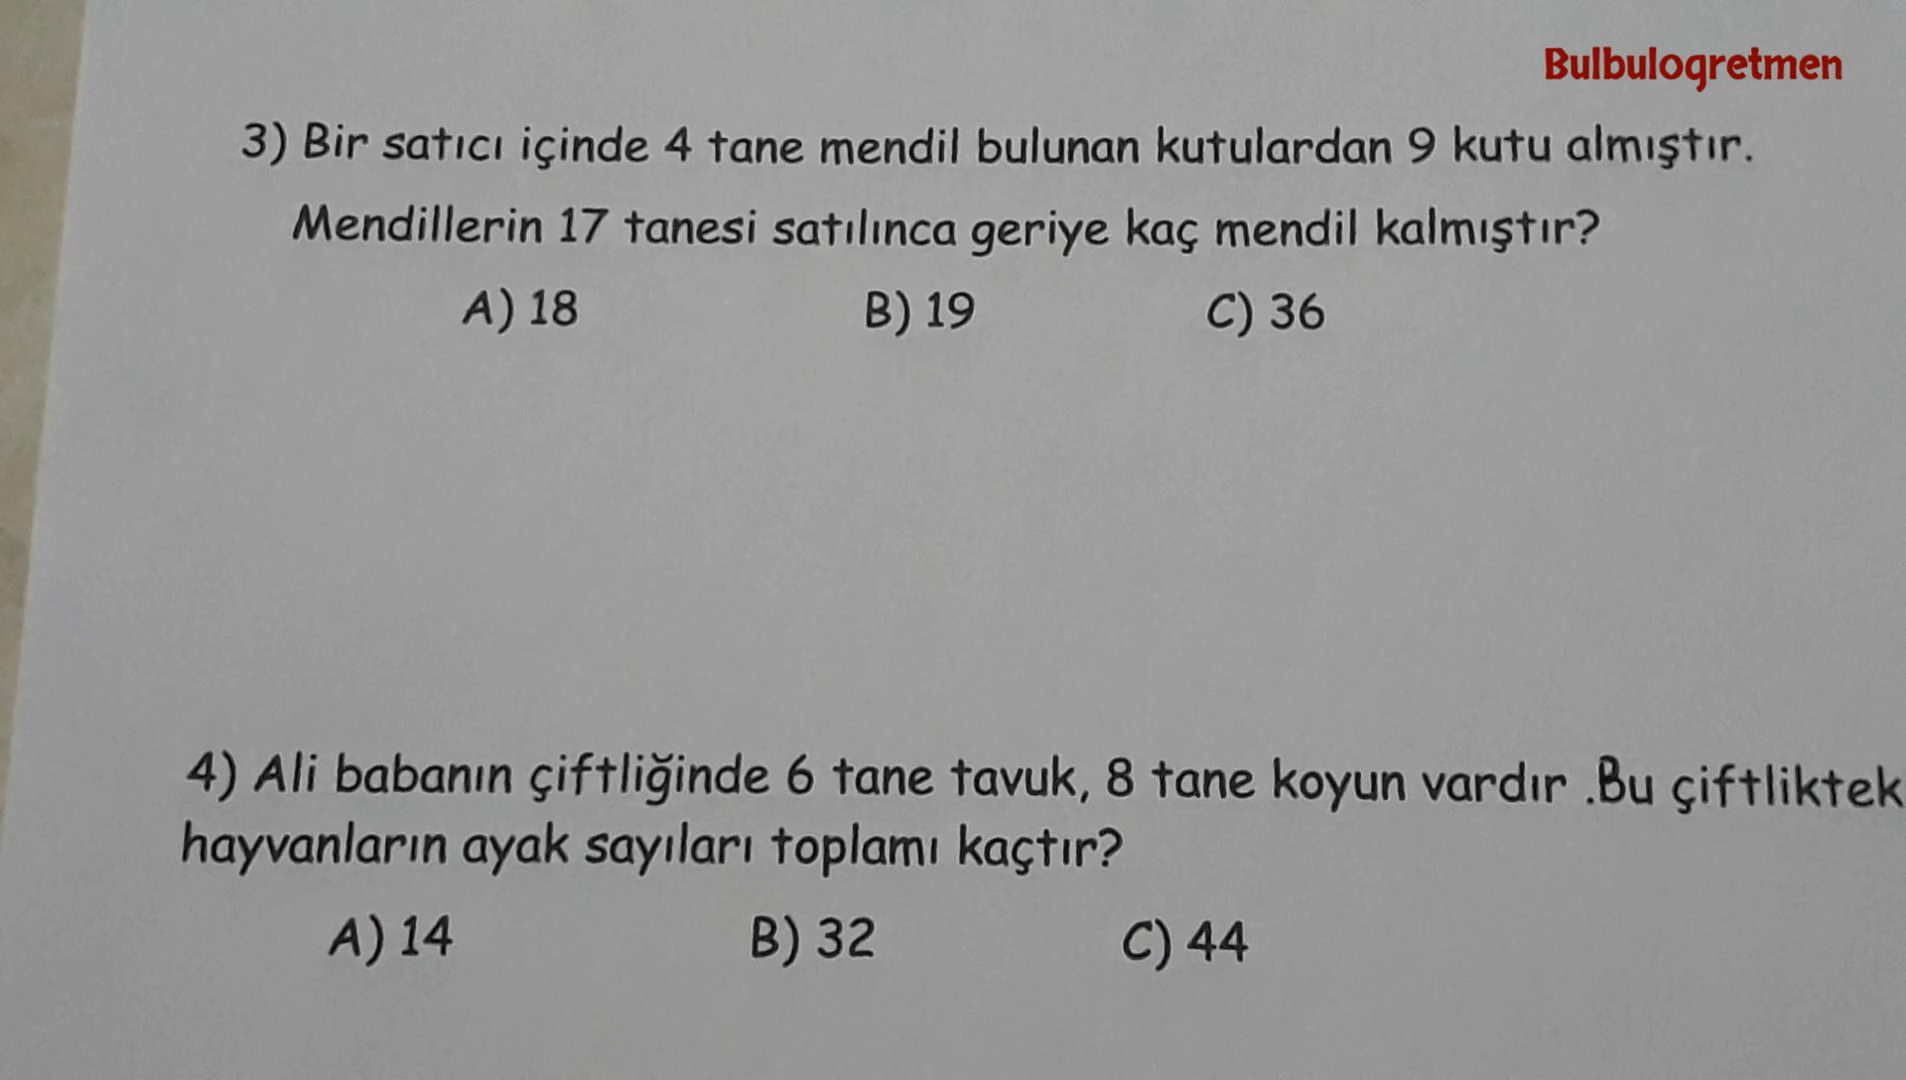 Bulbulogretmen
3) Bir satıcı içinde 4 tane mendil bulunan kutulardan 9 kutu almıştır.
Mendillerin 17 tanesi satılınca geriye kaç mendil kalmıştır?
A) 18 B) 19 C) 36
4) Ali babanın çiftliğinde 6 tane tavuk, 8 tane koyun vardır .Bu çiftliktek
hayvanların ayak sayıları toplamı kaçtır?
A) 14 B) 32 C) 44